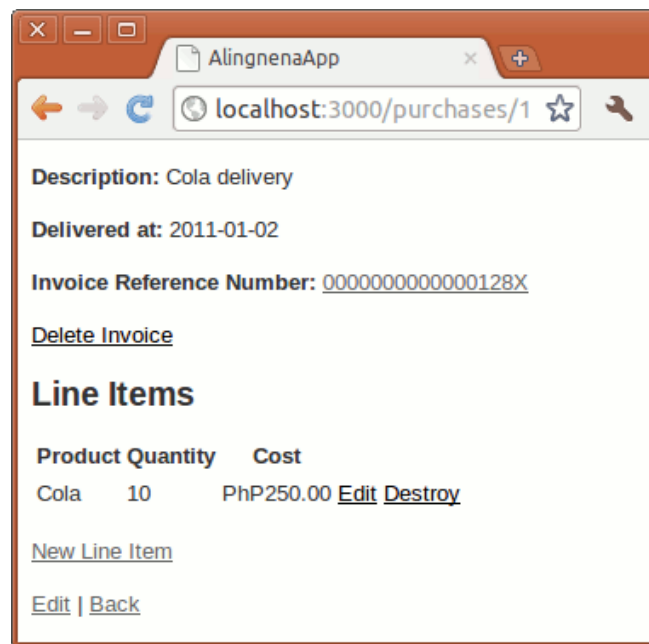 AlingnenaApp
localhost:3000/purchases/1
Description: Cola delivery
Delivered at: 2011-01-02
Invoice Reference Number: 0000000000000128X
Delete Invoice
Line Items
Product Quantity Cost
Cola 10 PhP250.00 Edit Destroy
New Line Item
Edit | Back